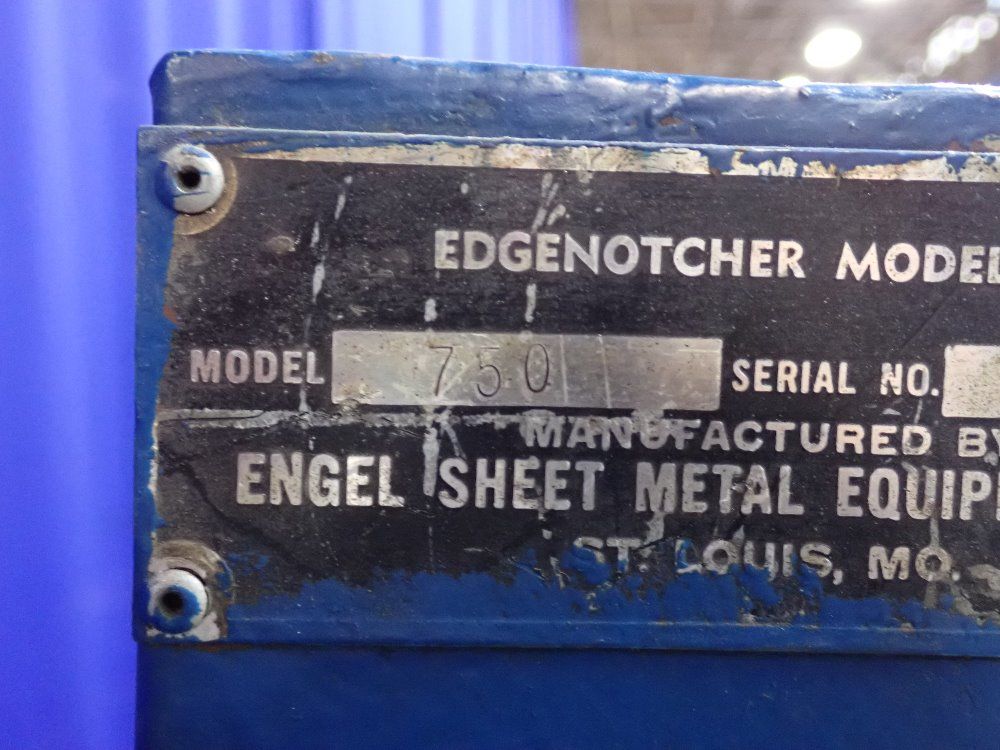 EDGENOTCHER MODEL
MODEL 750 SERIAL NO.
MANUFACTURED BY
ENGEL SHEET METAL EQUIP
ST. LOUIS, MO.